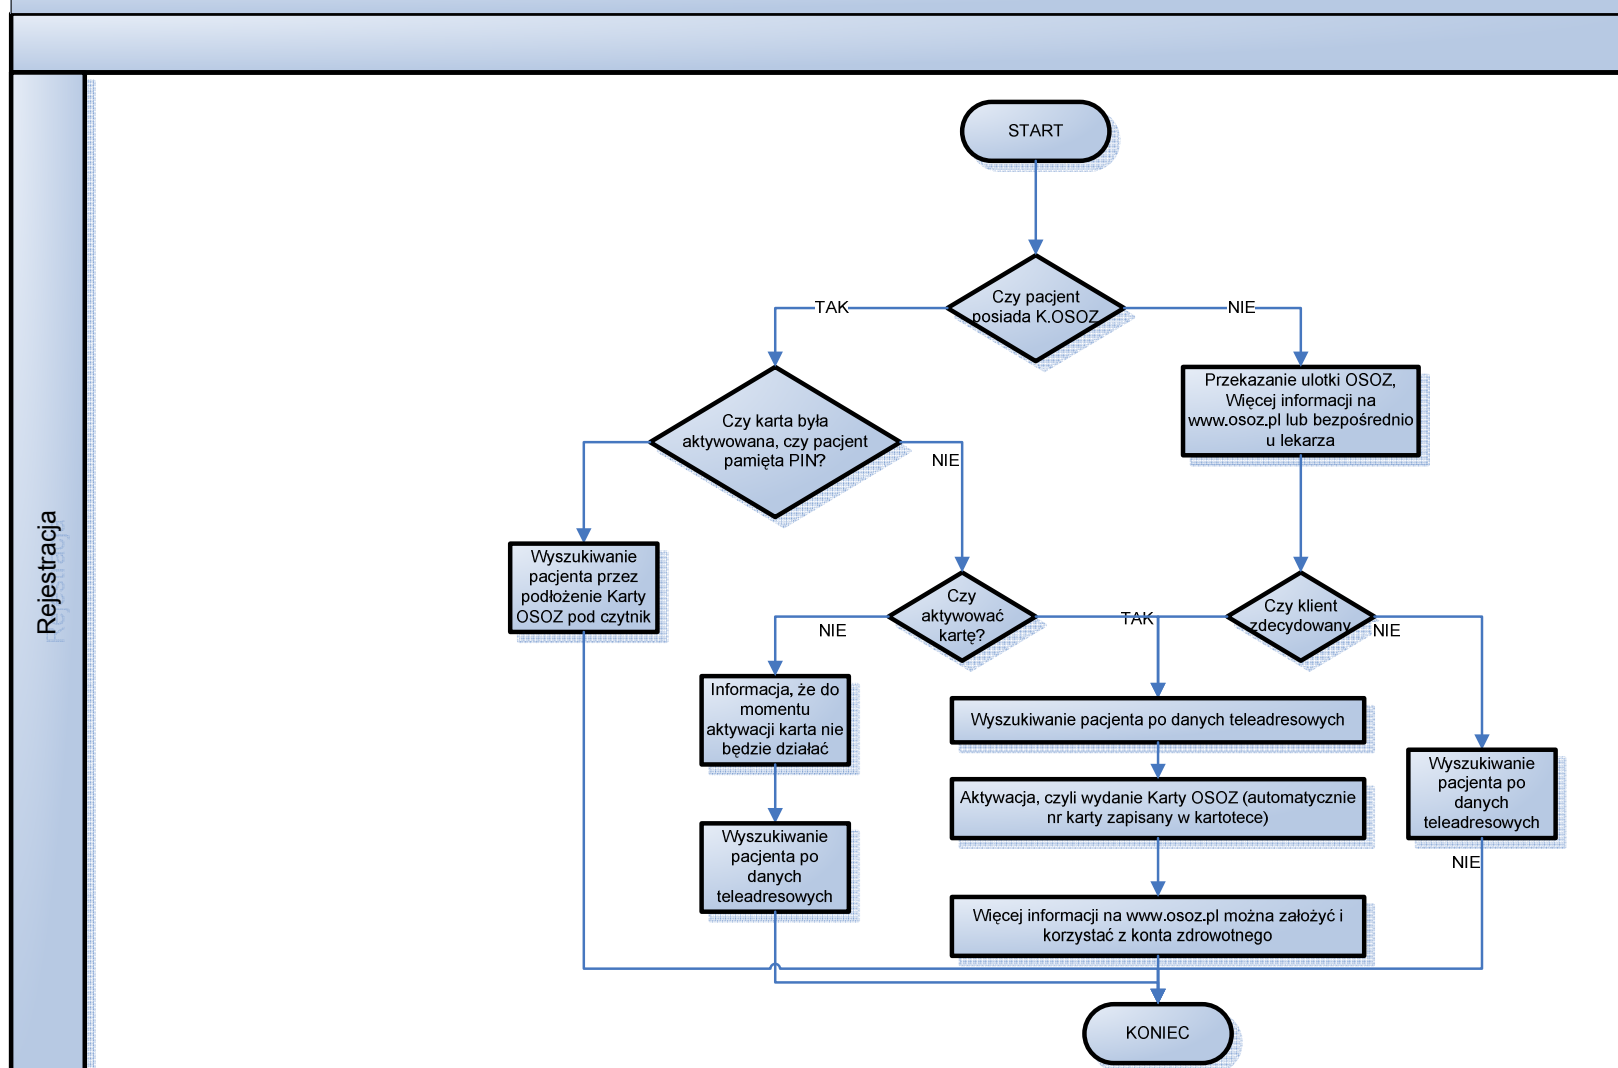 START
Czy pacjent
posiada K.OSOZ
TAK
NIE
Przekazanie ulotki OSOZ,
Więcej informacji na
www.osoz.pl lub bezpośrednio
u lekarza
Czy karta była
aktywowana, czy pacjent
pamięta PIN?
NIE
Rejestracja
Wyszukiwanie
pacjenta przez
podłożenie Karty
OSOZ pod czytnik
Czy
aktywować
kartę?
NIE
TAK
Czy klient
zdecydowany
NIE
Informacja, że do
momentu
aktywacji karta nie
będzie działać
Wyszukiwanie pacjenta po danych teleadresowych
Wyszukiwanie
pacjenta po
danych
teleadresowych
NIE
Aktywacja, czyli wydanie Karty OSOZ (automatycznie
nr karty zapisany w kartotece)
Wyszukiwanie
pacjenta po
danych
teleadresowych
Więcej informacji na www.osoz.pl można założyć i
korzystać z konta zdrowotnego
KONIEC